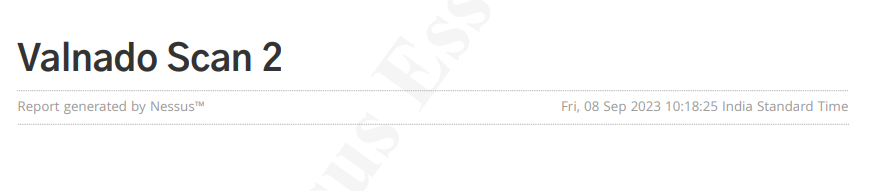 Valnado Scan 2
Report generated by Nessus™
Fri, 08 Sep 2023 10:18:25 India Standard Time